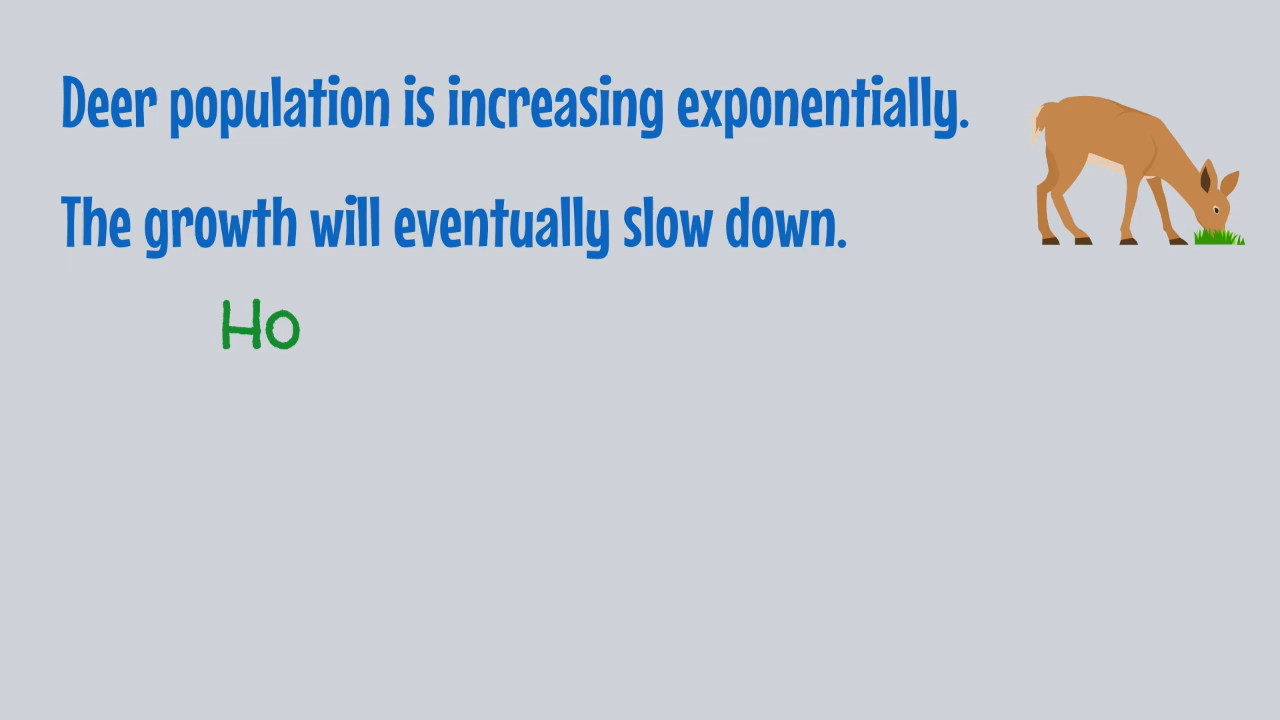 Deer population is increasing exponentially.
The growth will eventually slow down.
Ho